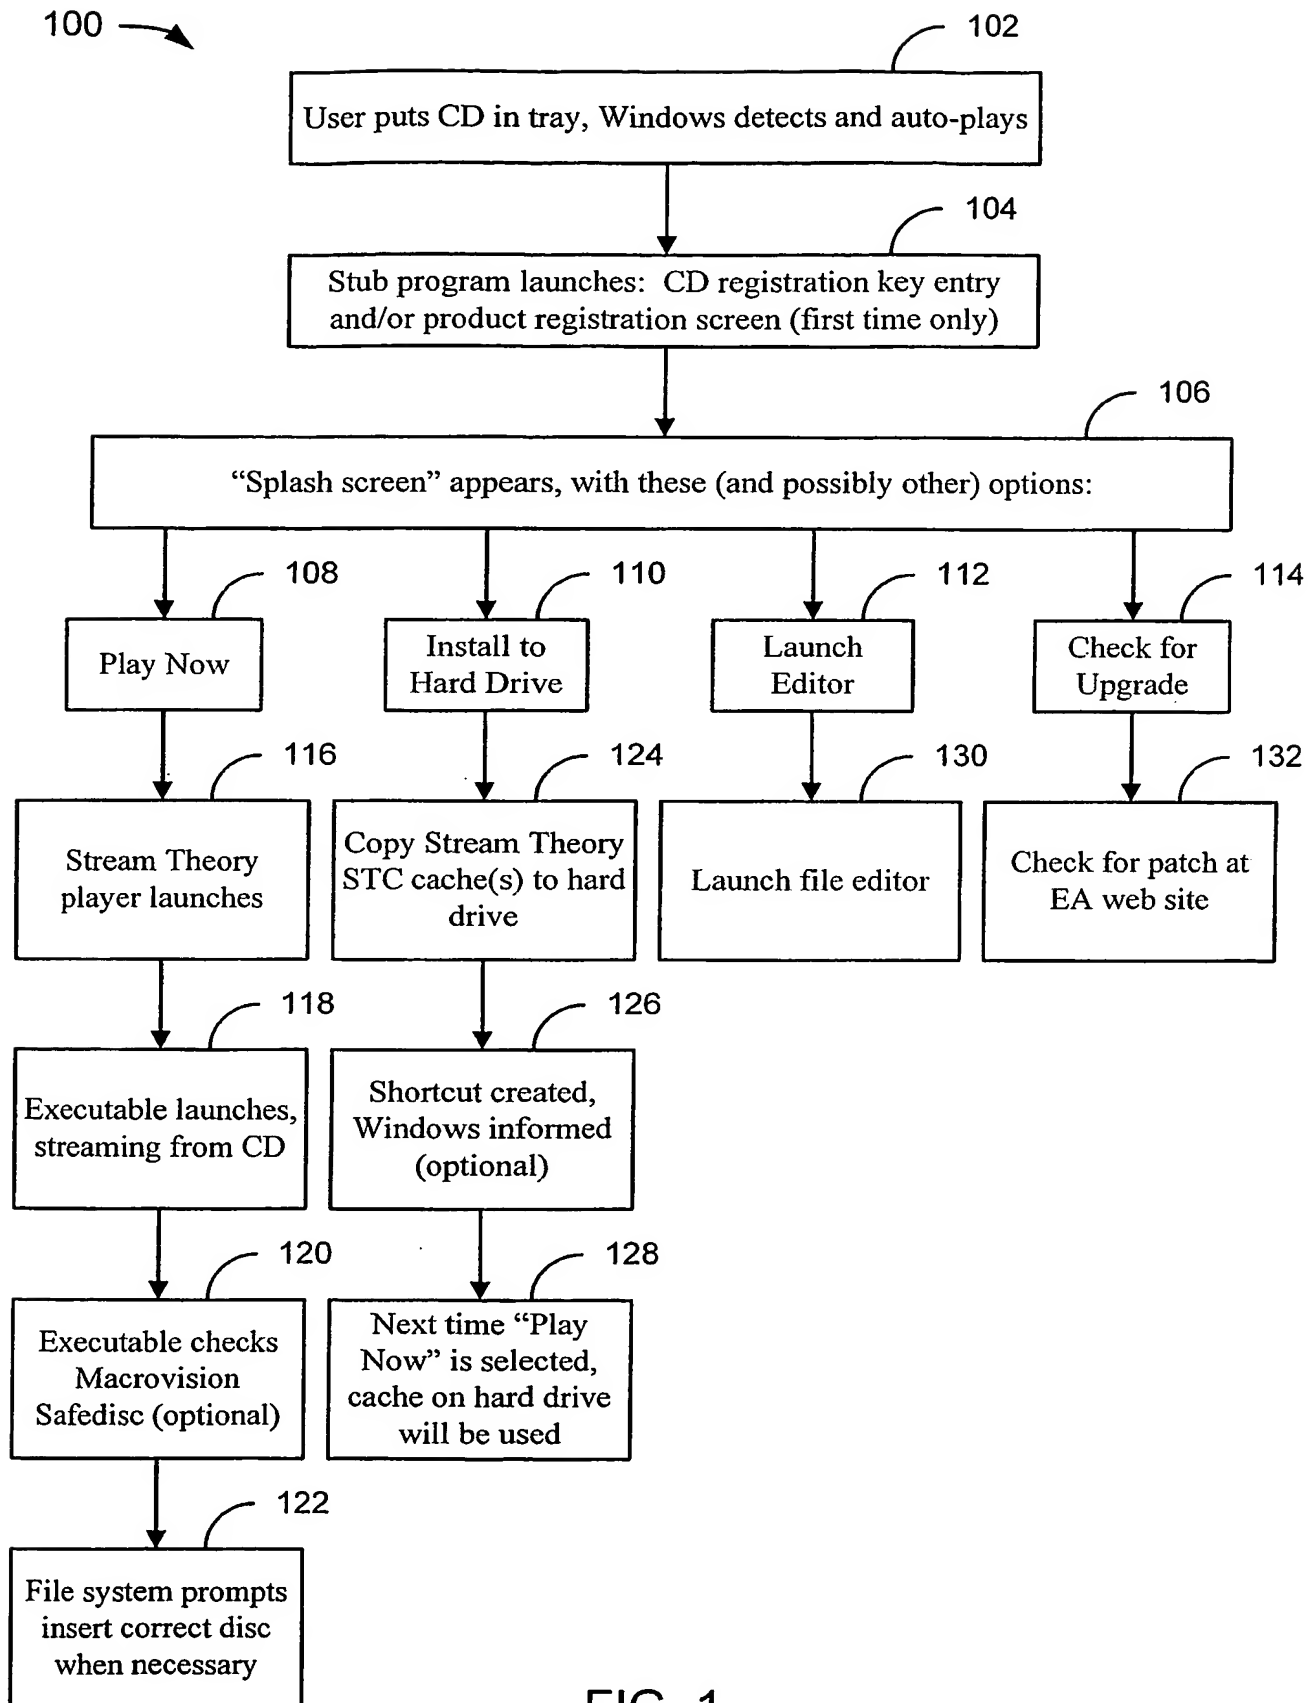 100
102
User puts CD in tray, Windows detects and auto-plays
104
Stub program launches: CD registration key entry
and/or product registration screen (first time only)
106
“Splash screen” appears, with these (and possibly other) options:
108
Play Now
110
Install to
Hard Drive
112
Launch
Editor
114
Check for
Upgrade
116
Stream Theory
player launches
124
Copy Stream Theory
STC cache(s) to hard
drive
130
Launch file editor
132
Check for patch at
EA web site
118
Executable launches,
streaming from CD
126
Shortcut created,
Windows informed
(optional)
120
Executable checks
Macrovision
Safedisc (optional)
128
Next time “Play
Now” is selected,
cache on hard drive
will be used
122
File system prompts
insert correct disc
when necessary
FIG. 1